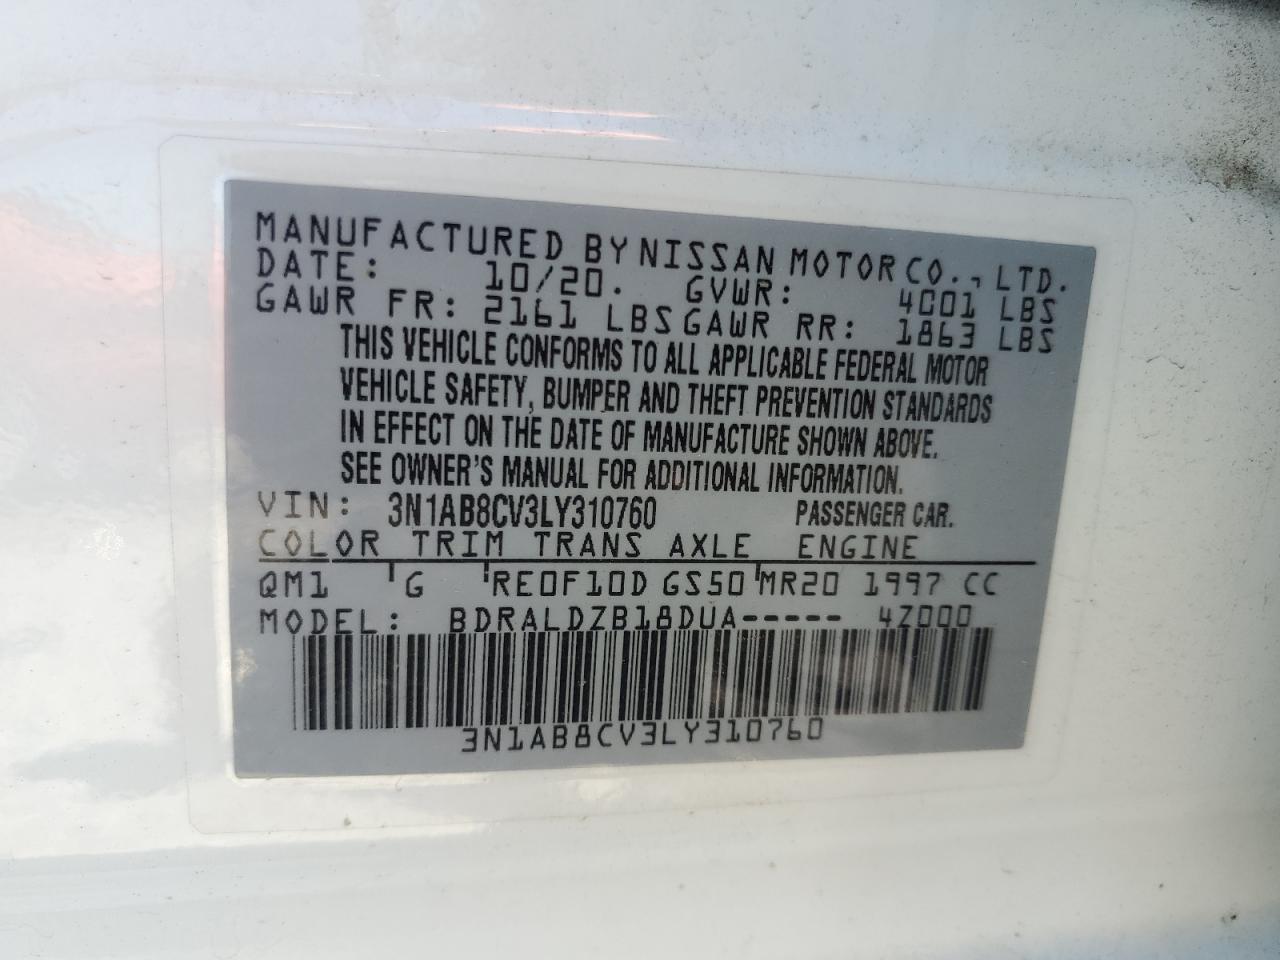 MANUFACTURED BY NISSAN MOTOR CO., LTD.
DATE: 10/20. GVWR: 4001 LBS
GAWR FR: 2161 LBS GAWR RR: 1863 LBS
THIS VEHICLE CONFORMS TO ALL APPLICABLE FEDERAL MOTOR
VEHICLE SAFETY, BUMPER AND THEFT PREVENTION STANDARDS
IN EFFECT ON THE DATE OF MANUFACTURE SHOWN ABOVE.
SEE OWNER'S MANUAL FOR ADDITIONAL INFORMATION.
VIN: 3N1AB8CV3LY310760 PASSENGER CAR.
COLOR TRIM TRANS AXLE ENGINE
QM1 G RE0F10D GS50 MR20 1997 CC
MODEL: BDRALDZB18DUA----- 4Z000
3N1AB8CV3LY310760